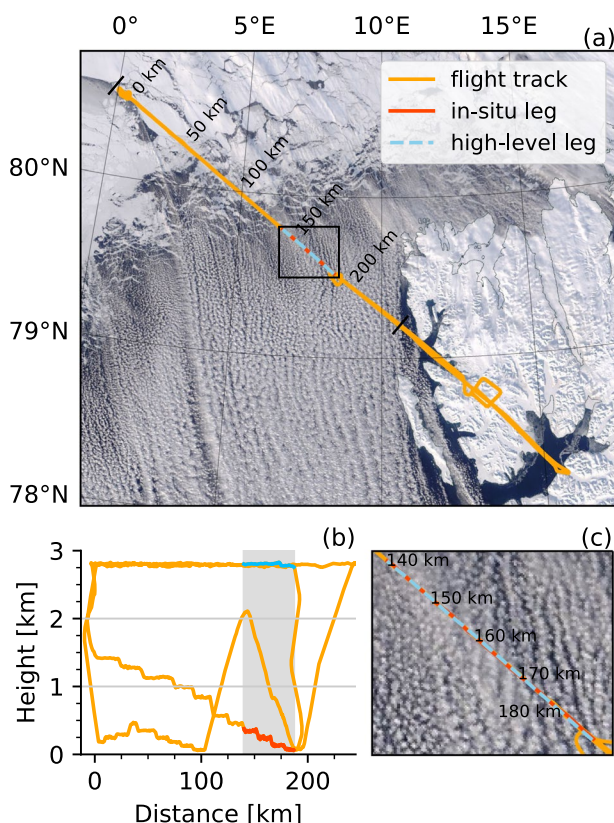 0° 5°E 10°E 15°E
(a)
flight track
in-situ leg
high-level leg
0 km
50 km
100 km
150 km
200 km
80°N
79°N
78°N
(b)
3
2
1
0
Height [km]
0 100 200
Distance [km]
(c)
140 km
150 km
160 km
170 km
180 km